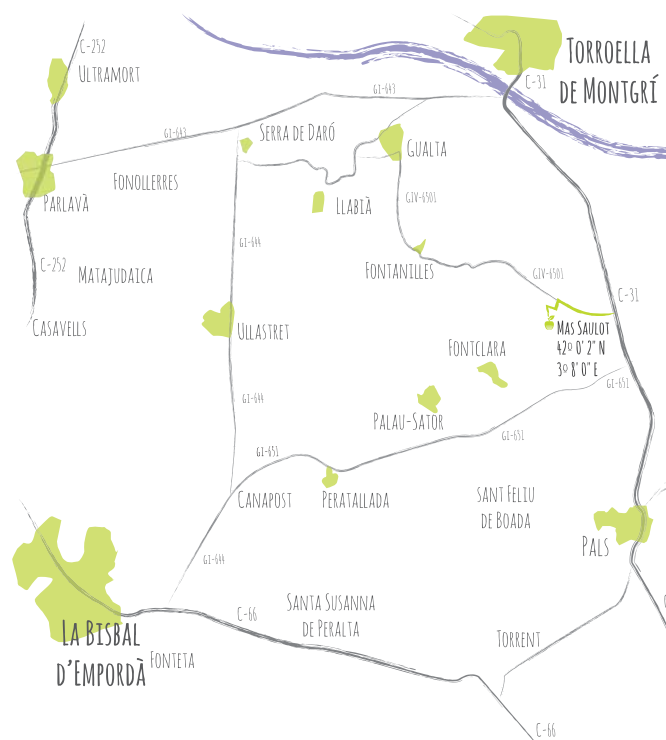 C-252
Ultramort
Torroella
de Montgrí
C-31
GI-643
GI-643
Serra de Daró
Gualta
Fonollerres
Parlavà
Llabià
GIV-6501
GI-644
C-252
Matajudaica
Fontanilles
GIV-6501
C-31
Casavells
Ullastret
Mas Saulot
42º 0' 2" N
3º 8' 0" E
Fontclara
GI-651
GI-644
Palau-Sator
GI-651
GI-651
Canapost
Peratallada
Sant Feliu
de Boada
Pals
GI-644
Santa Susanna
de Peralta
C-66
La Bisbal
d'Empordà
Fonteta
Torrent
C-66